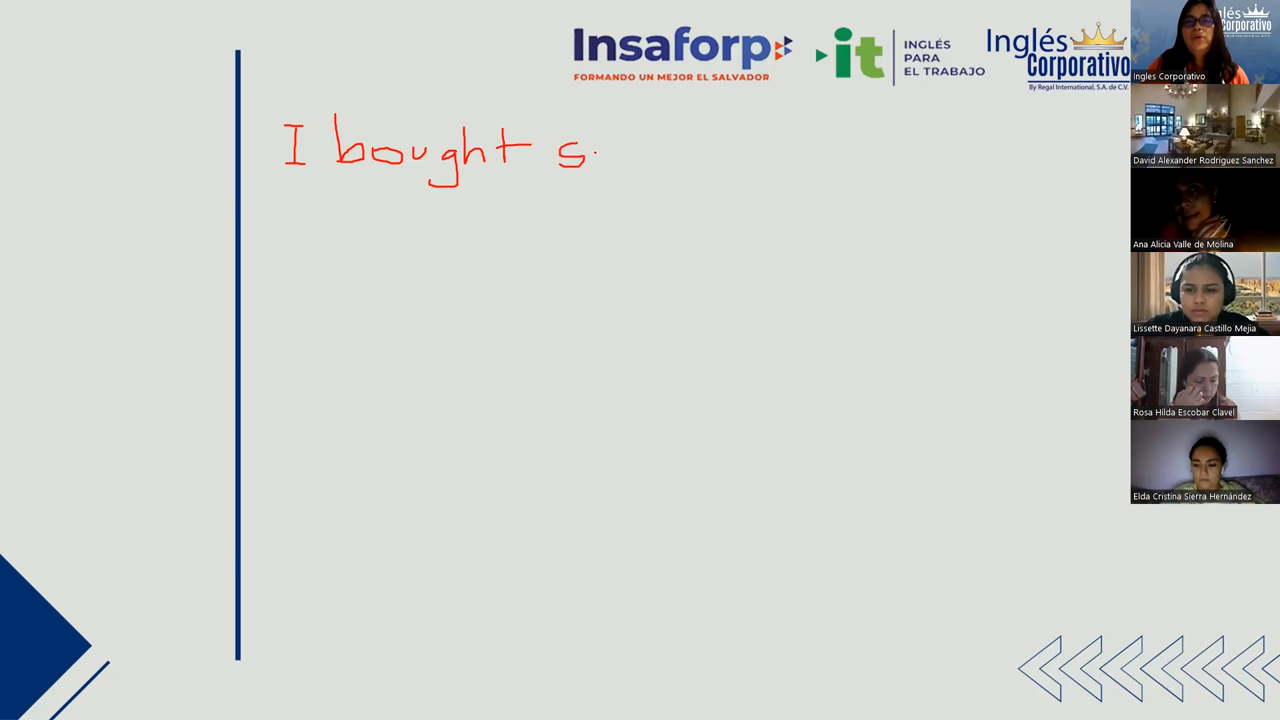 Insaforp
FORMANDO UN MEJOR EL SALVADOR
it
INGLÉS
PARA
EL TRABAJO
Inglés
Corporativo
By Regal International, S.A. de C.V.
I bought s
glés
Corporativo
Ingles Corporativo
David Alexander Rodriguez Sanchez
Ana Alicia Valle de Molina
Lissette Dayanara Castillo Mejia
Rosa Hilda Escobar Clavel
Elda Cristina Sierra Hernández